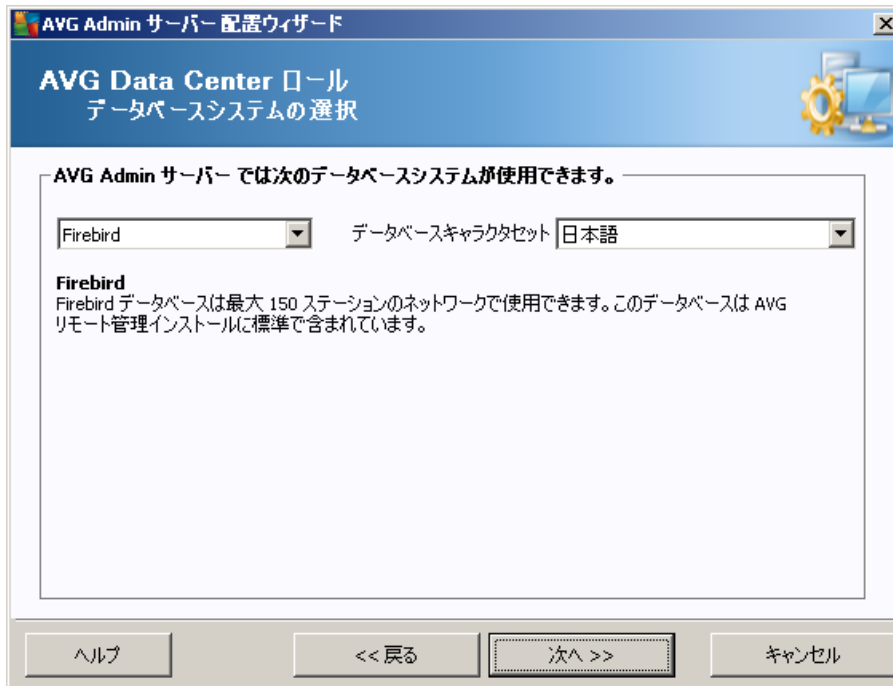 AVG Admin サーバー 配置ウィザード
AVG Data Center ロール
データベースシステムの選択
AVG Admin サーバー では次のデータベースシステムが使用できます。
Firebird データベースキャラクタセット 日本語
Firebird
Firebird データベースは最大 150 ステーションのネットワークで使用できます。このデータベースは AVG
リモート管理インストールに標準で含まれています。
ヘルプ << 戻る 次へ >> キャンセル